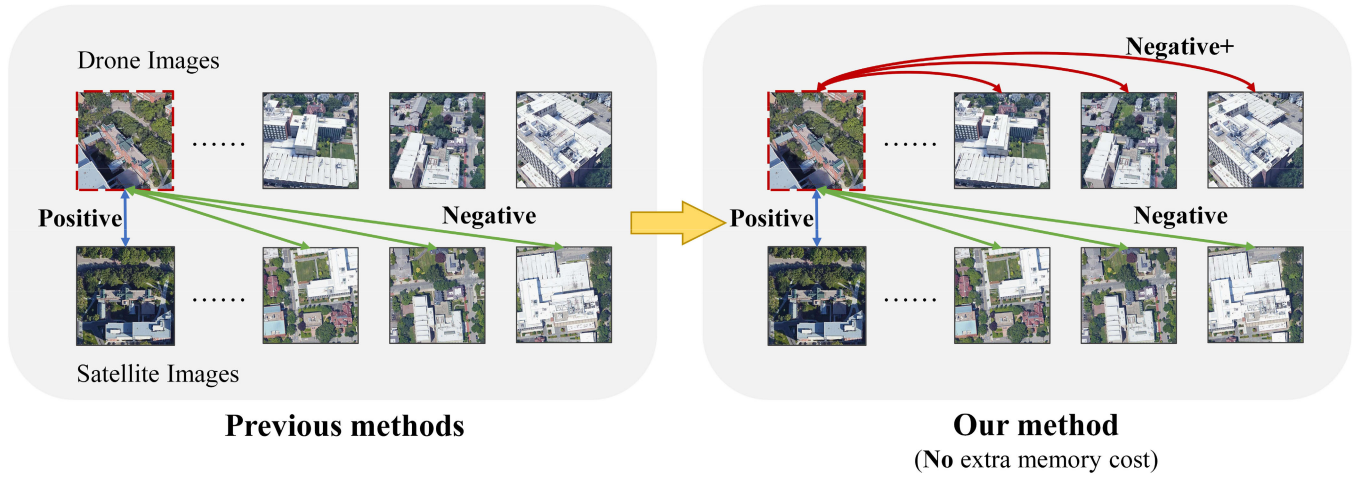 Drone Images
......
Positive
Negative
......
Satellite Images
Previous methods
Negative+
......
Positive
Negative
......
Our method
(No extra memory cost)